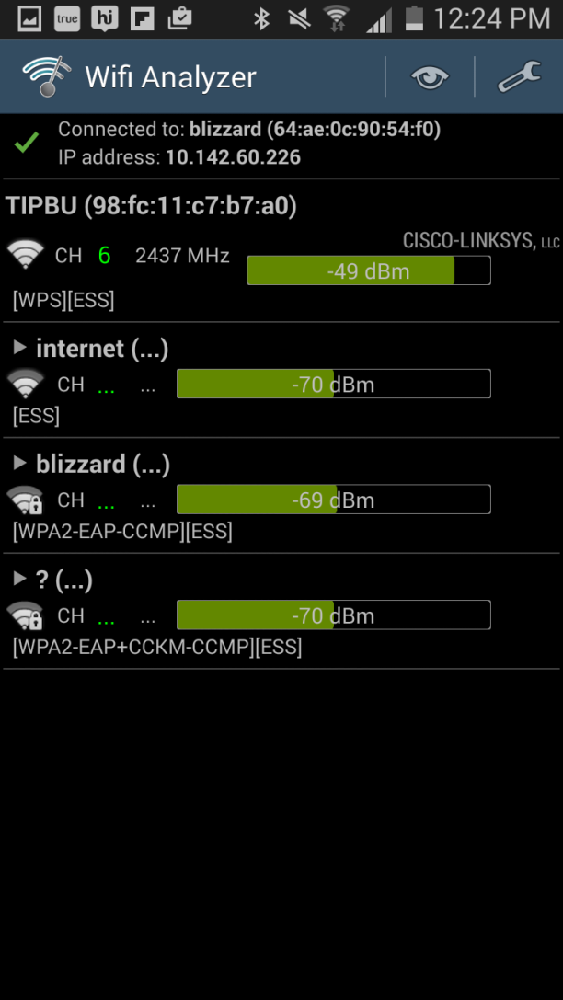 true hi 12:24 PM
Wifi Analyzer
Connected to: blizzard (64:ae:0c:90:54:f0)
IP address: 10.142.60.226
TIPBU (98:fc:11:c7:b7:a0)
CISCO-LINKSYS, LLC
CH 6 2437 MHz
-49 dBm
[WPS][ESS]
internet (...)
CH ... ... -70 dBm
[ESS]
blizzard (...)
CH ... ... -69 dBm
[WPA2-EAP-CCMP][ESS]
? (...)
CH ... ... -70 dBm
[WPA2-EAP+CCKM-CCMP][ESS]